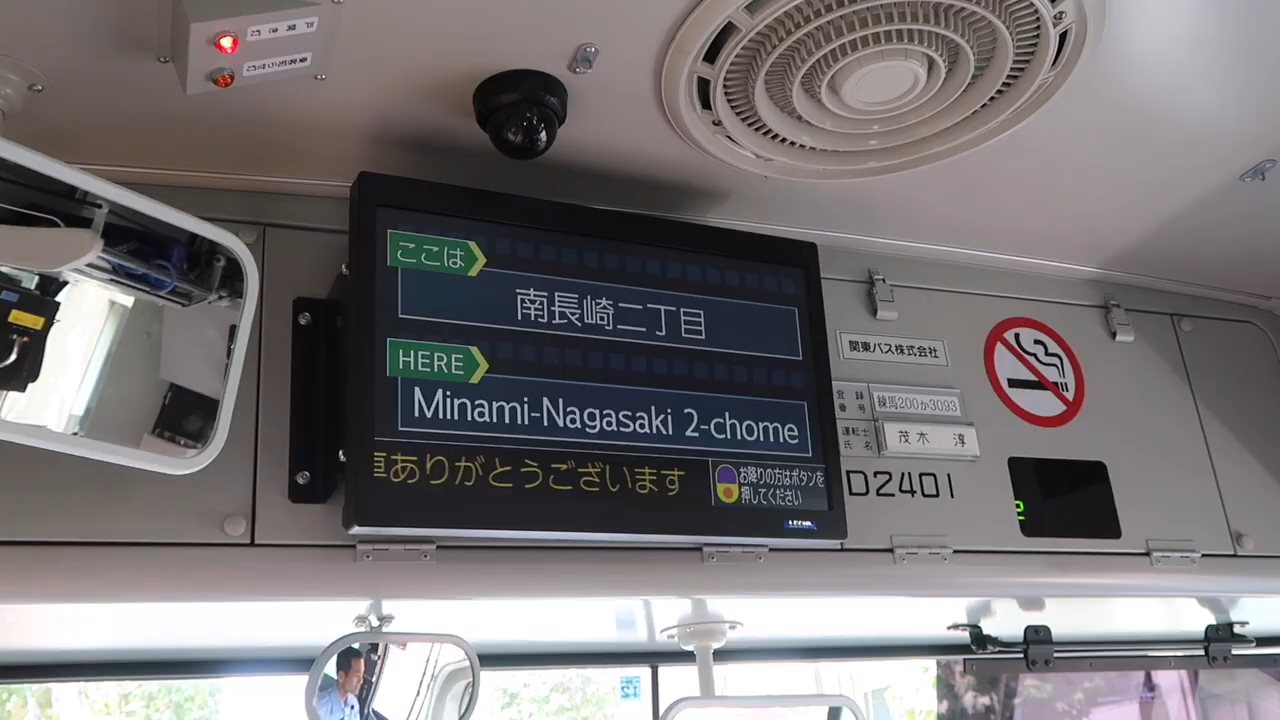 ここは
南長崎二丁目
HERE
Minami-Nagasaki 2-chome
車ありがとうございます
お降りの方はボタンを
押してください
関東バス株式会社
登録
番号
練馬200か3093
運転士
氏名
茂木 淳
D2401